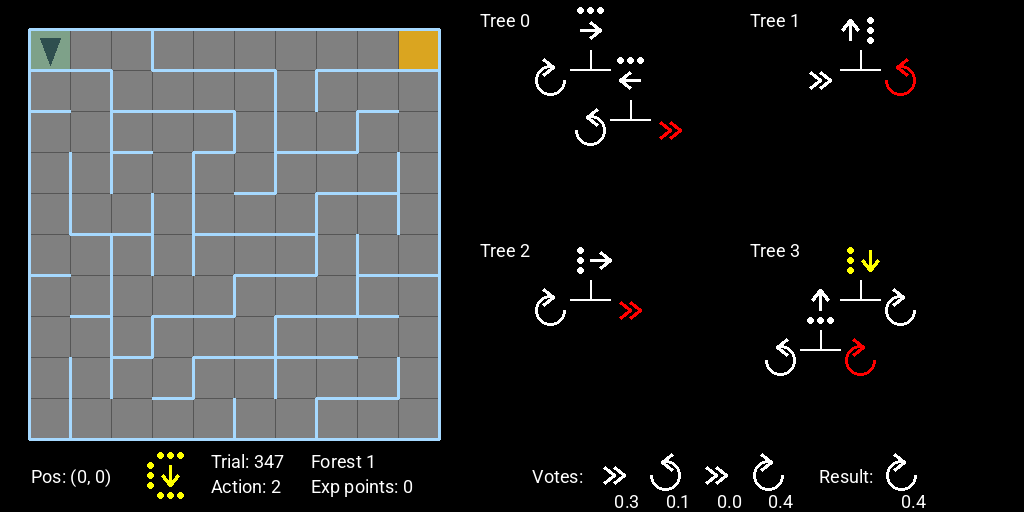 Tree 0
Tree 1
Tree 2
Tree 3
Pos: (0, 0)
Trial: 347
Forest 1
Action: 2
Exp points: 0
Votes:
0.3
0.1
0.0
0.4
Result:
0.4